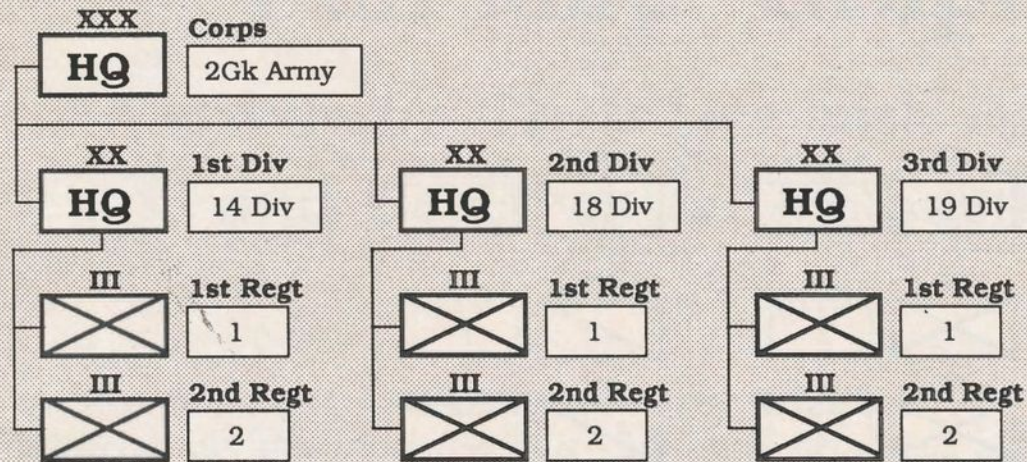 XXX
Corps
HQ
2Gk Army
XX
1st Div
XX
2nd Div
XX
3rd Div
HQ
14 Div
HQ
18 Div
HQ
19 Div
III
1st Regt
III
1st Regt
III
1st Regt
1
1
1
III
2nd Regt
III
2nd Regt
III
2nd Regt
2
2
2